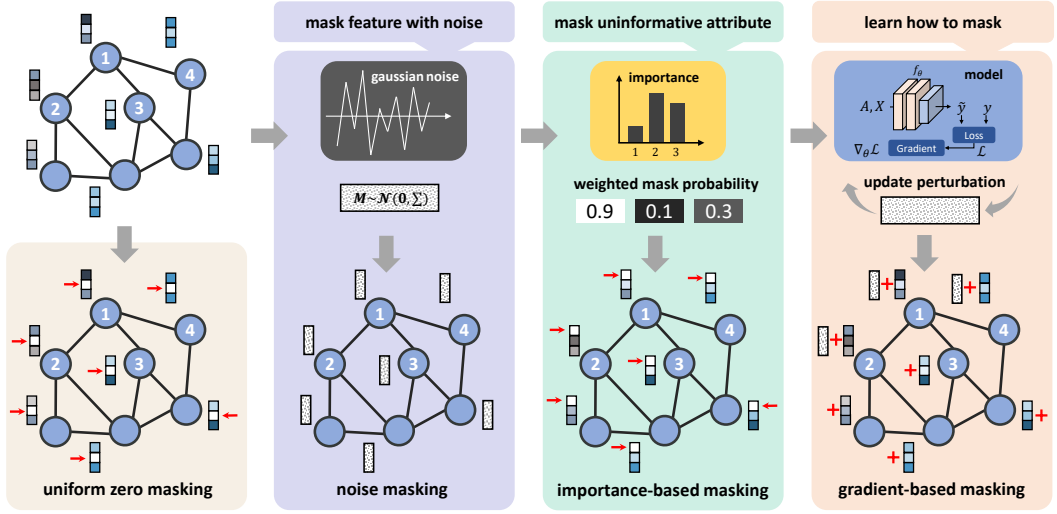 mask feature with noise
mask uninformative attribute
learn how to mask
1
4
2
3
gaussian noise
importance
1 2 3
f_θ
model
A, X
ỹ
y
Loss
Gradient
∇_θ ℒ
ℒ
M~𝒩(0,∑)
weighted mask probability
0.9 0.1 0.3
update perturbation
1
4
2
3
uniform zero masking
1
4
2
3
noise masking
1
4
2
3
importance-based masking
+ +
1
4
+
2
+
3
+ +
+
gradient-based masking